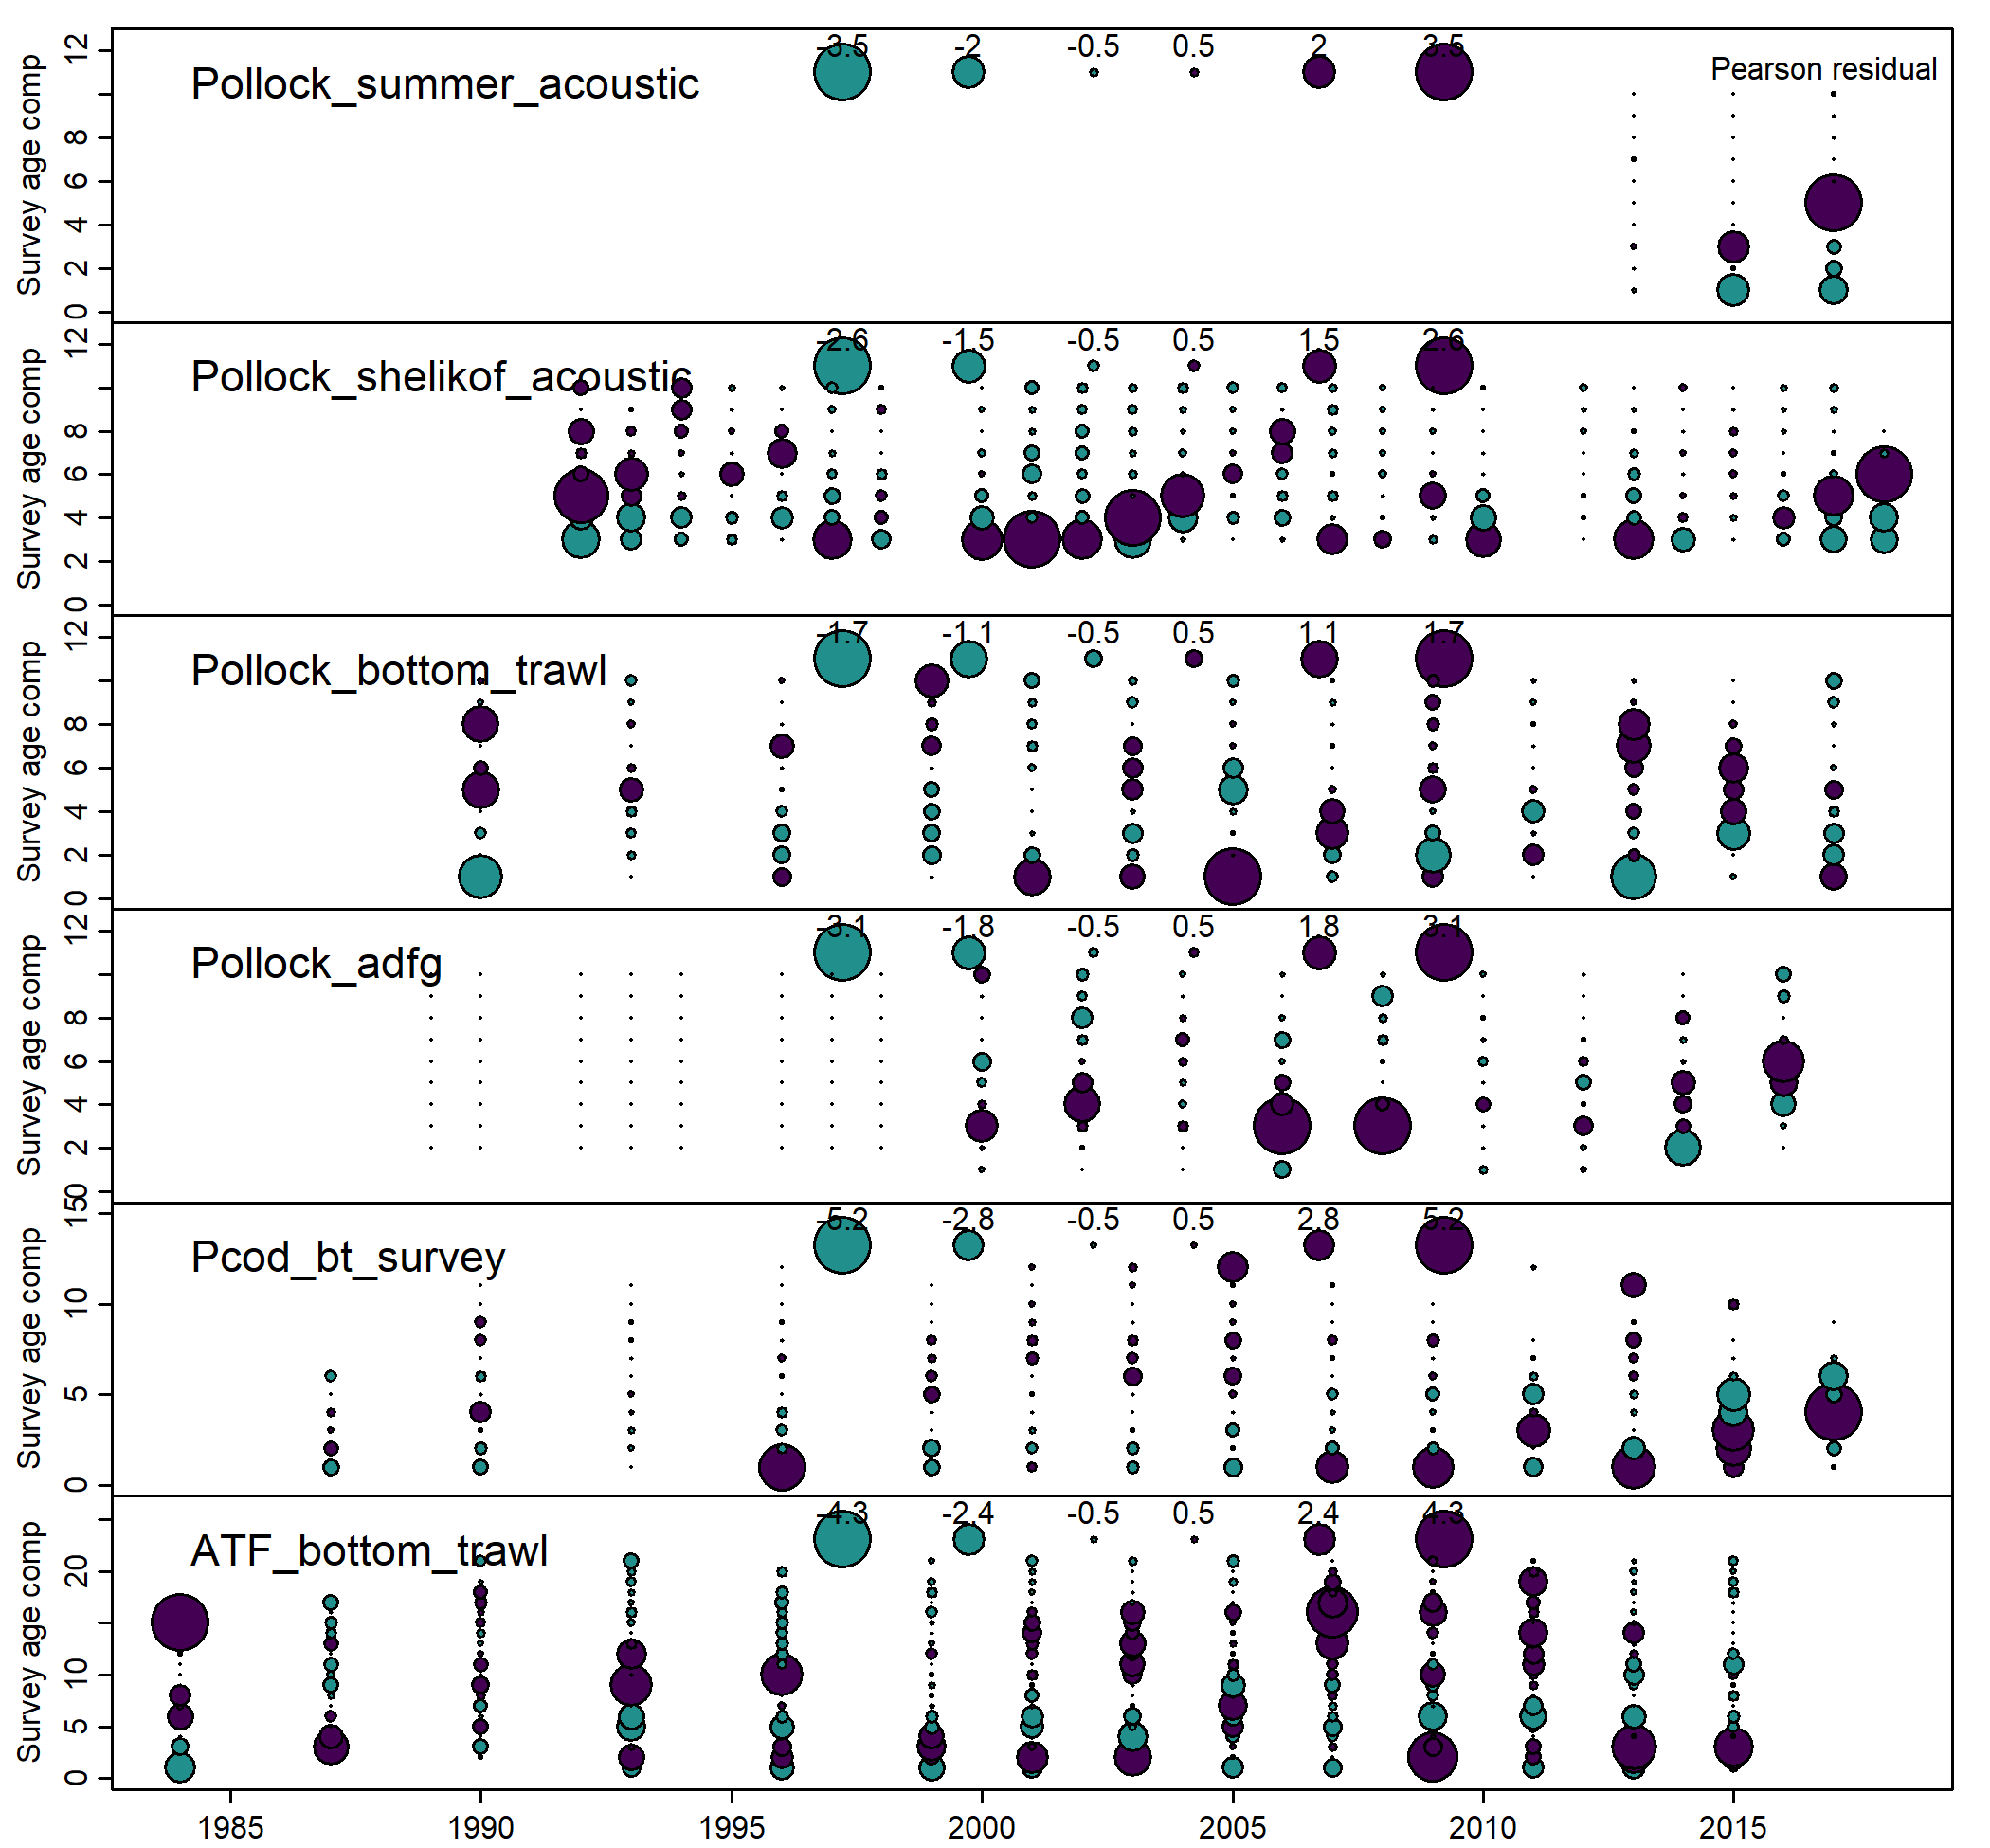 -3.5 -2 -0.5 0.5 2 3.5
Pollock_summer_acoustic
Pearson residual
Survey age comp
0 2 4 6 8 12
-2.6 -1.5 -0.5 0.5 1.5 2.6
Pollock_shelikof_acoustic
Survey age comp
0 2 4 6 8 12
-1.7 -1.1 -0.5 0.5 1.1 1.7
Pollock_bottom_trawl
Survey age comp
0 2 4 6 8 12
-3.1 -1.8 -0.5 0.5 1.8 3.1
Pollock_adfg
Survey age comp
0 2 4 6 8 12
-5.2 -2.8 -0.5 0.5 2.8 5.2
Pcod_bt_survey
Survey age comp
0 5 10 15
-4.3 -2.4 -0.5 0.5 2.4 4.3
ATF_bottom_trawl
Survey age comp
0 5 10 20
1985 1990 1995 2000 2005 2010 2015